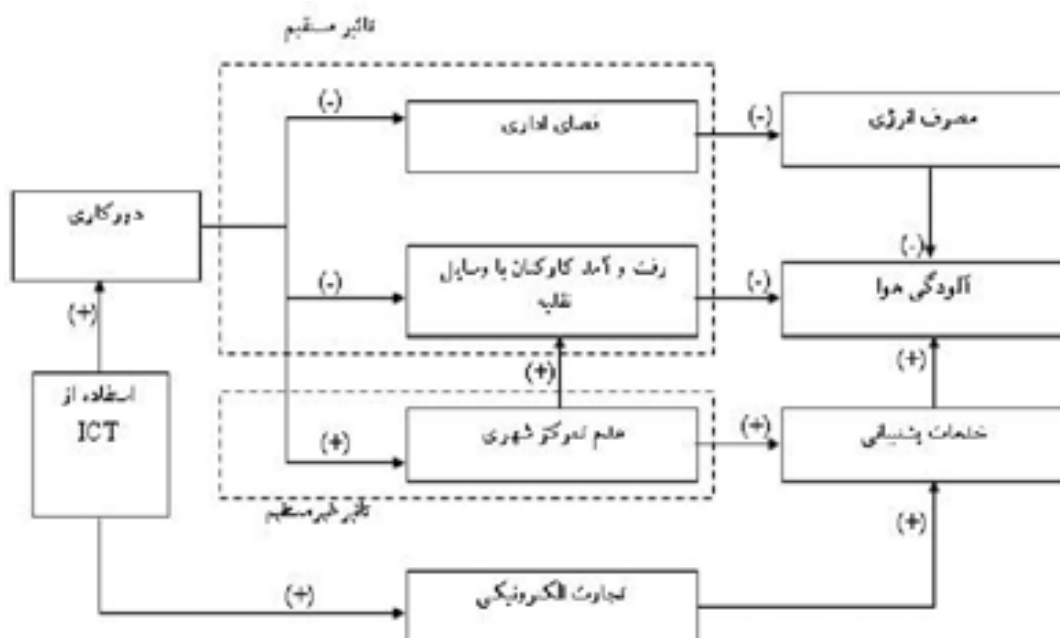 تاثیر مستقیم
(-)
فضای اداری
(-)
مصرف انرژی
دورکاری
(-)
(-)
رفت و آمد کارکنان با وسایل
نقلیه
(-)
آلودگی هوا
(+)
(+)
(+)
استفاده از
ICT
(+)
عدم تمرکز شهری
(+)
خدمات پشتیبانی
تاثیر غیرمستقیم
(+)
(+)
تجارت الکترونیکی